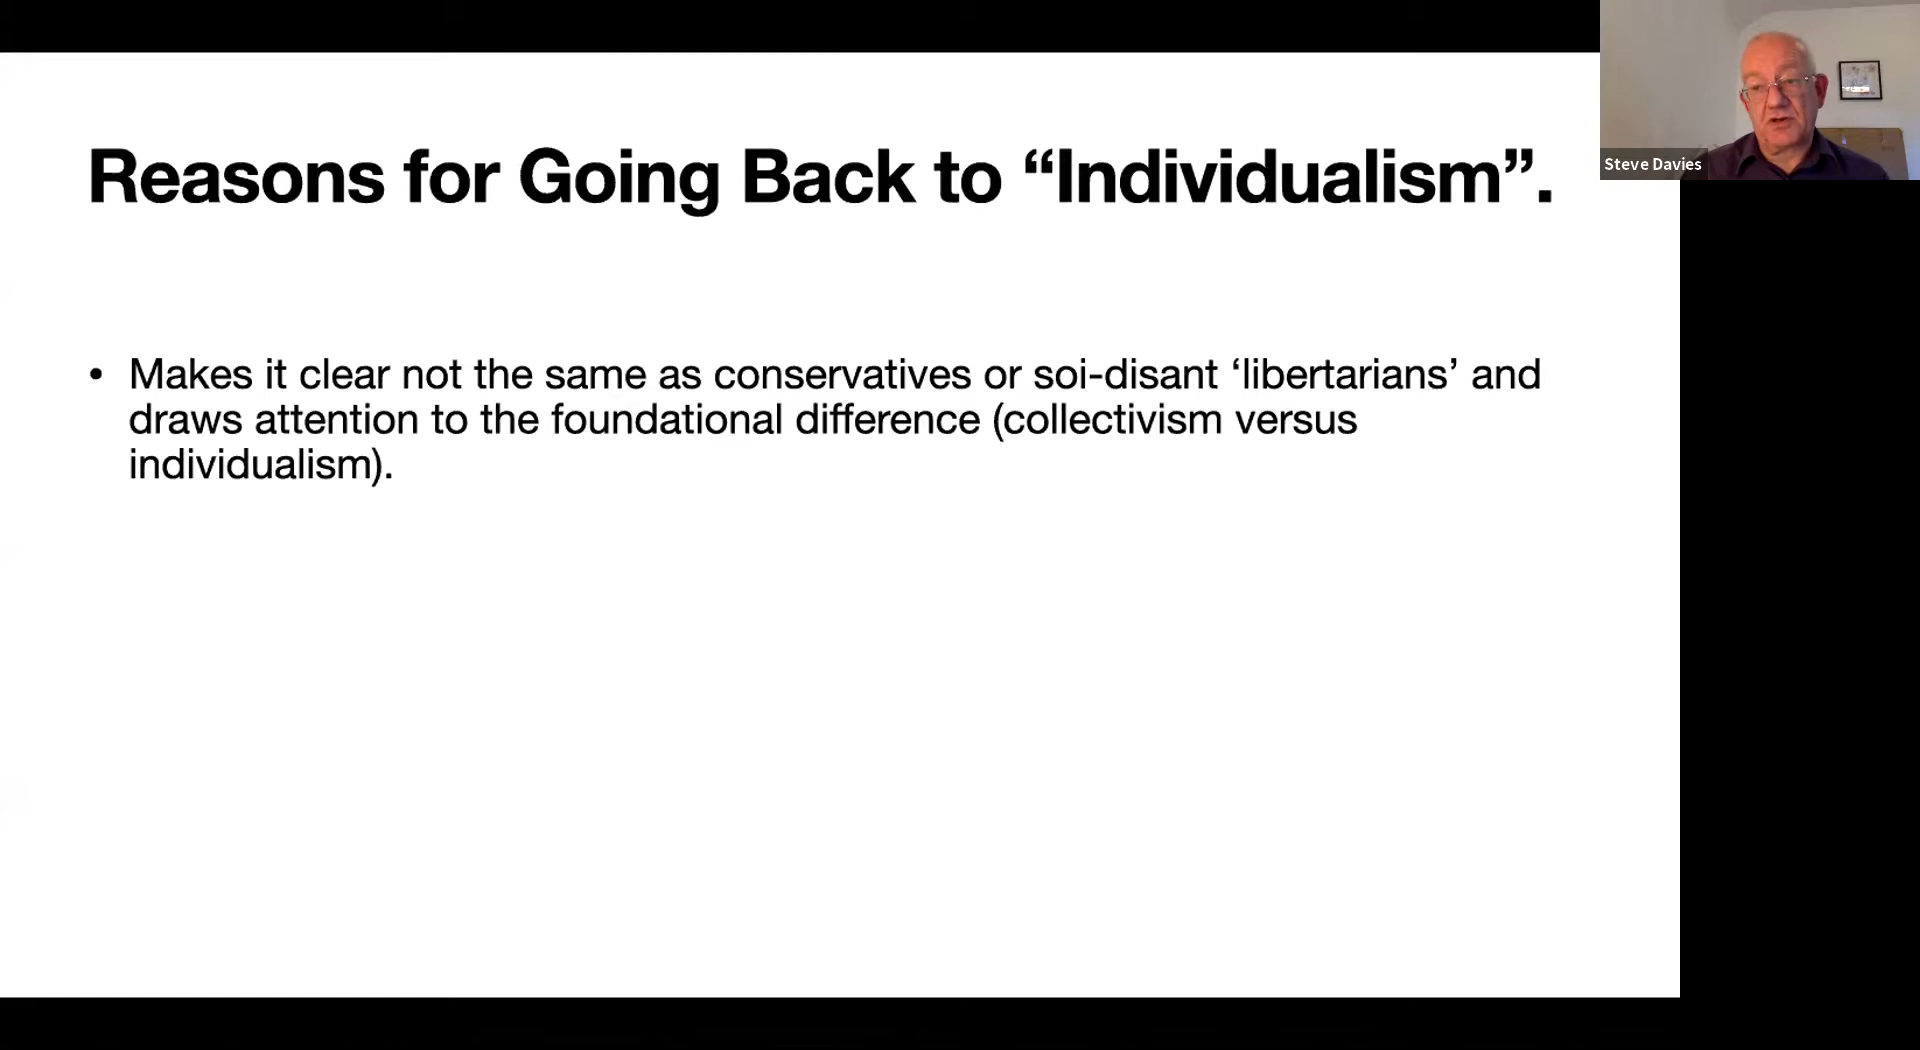 Reasons for Going Back to “Individualism”.
• Makes it clear not the same as conservatives or soi-disant ‘libertarians’ and
draws attention to the foundational difference (collectivism versus
individualism).
Steve Davies